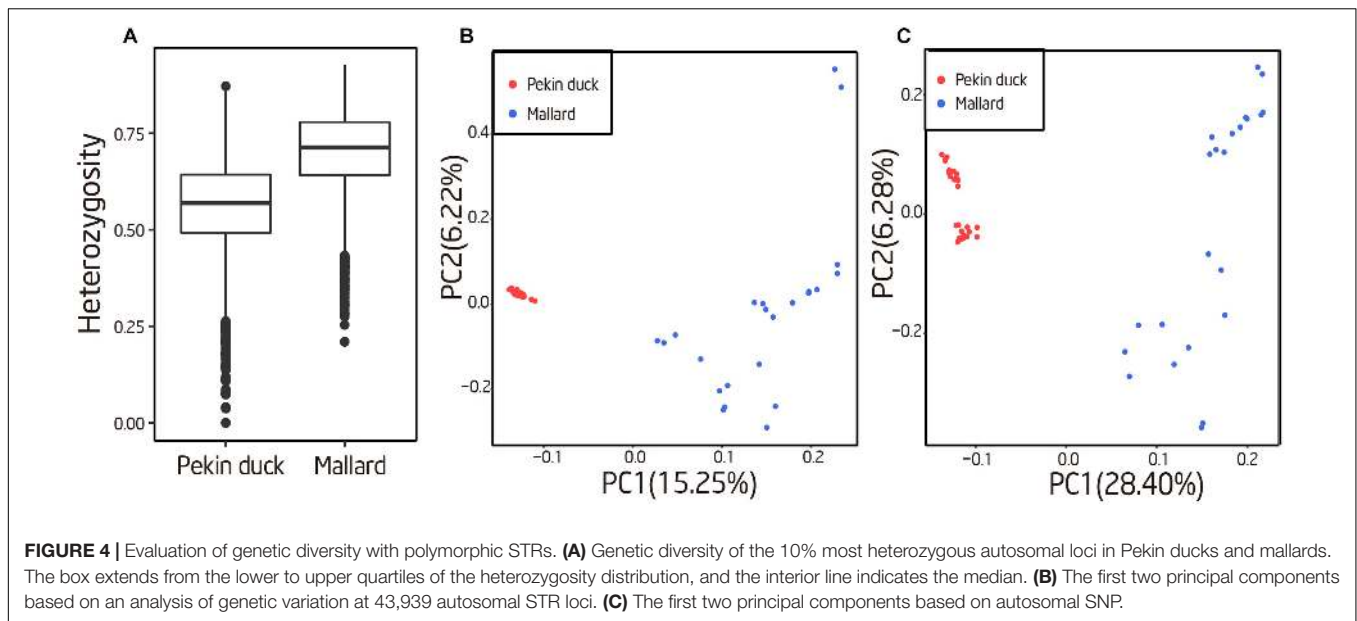 A
Heterozygosity
0.75
0.50
0.25
0.00
Pekin duck
Mallard
B
Pekin duck
Mallard
PC2(6.22%)
0.4
0.2
0.0
−0.2
−0.1
0.0
0.1
0.2
PC1(15.25%)
C
Pekin duck
Mallard
PC2(6.28%)
0.2
0.0
−0.2
−0.1
0.0
0.1
0.2
PC1(28.40%)
FIGURE 4 | Evaluation of genetic diversity with polymorphic STRs. (A) Genetic diversity of the 10% most heterozygous autosomal loci in Pekin ducks and mallards.
The box extends from the lower to upper quartiles of the heterozygosity distribution, and the interior line indicates the median. (B) The first two principal components
based on an analysis of genetic variation at 43,939 autosomal STR loci. (C) The first two principal components based on autosomal SNP.